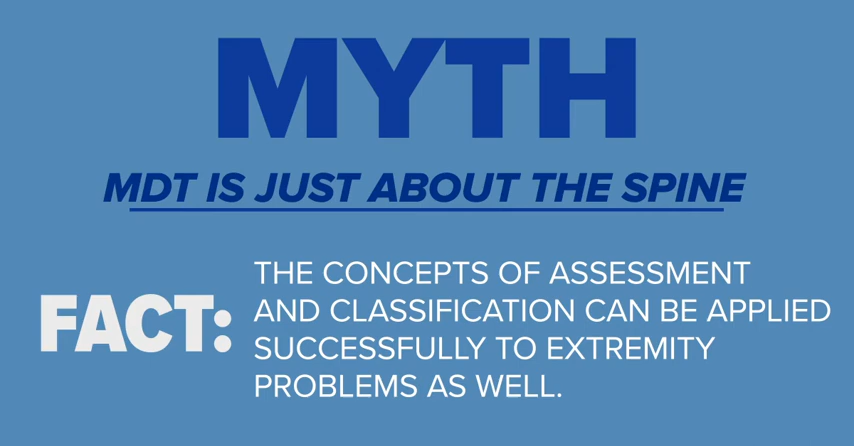 MYTH
MDT IS JUST ABOUT THE SPINE
FACT:
THE CONCEPTS OF ASSESSMENT
AND CLASSIFICATION CAN BE APPLIED
SUCCESSFULLY TO EXTREMITY
PROBLEMS AS WELL.